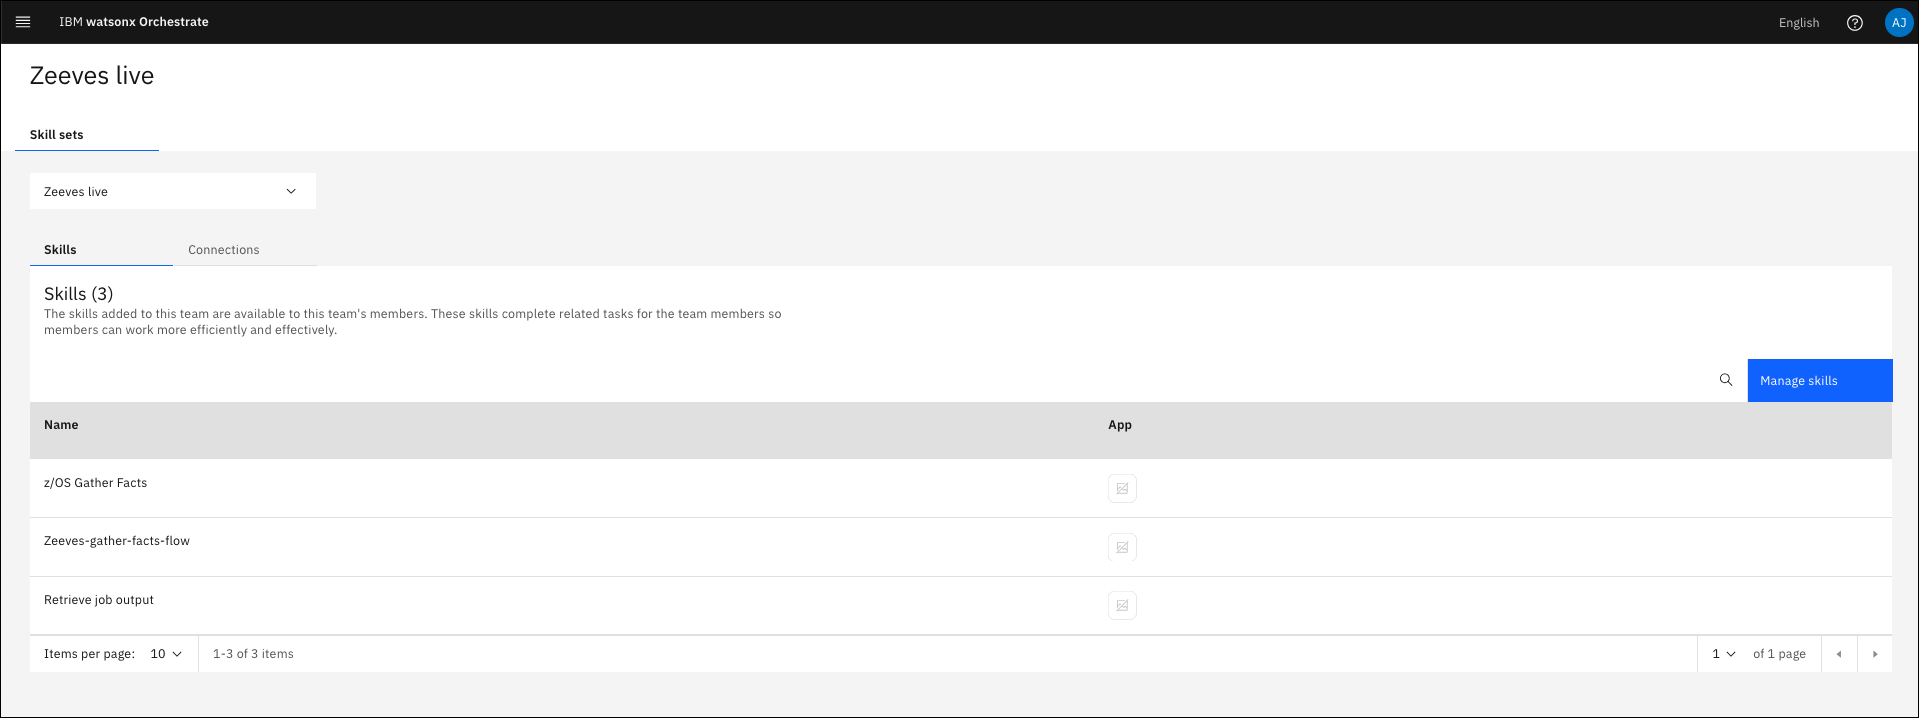 IBM watsonx Orchestrate
English
AJ
Zeeves live
Skill sets
Zeeves live
Skills Connections
Skills (3)
The skills added to this team are available to this team's members. These skills complete related tasks for the team members so
members can work more efficiently and effectively.
Manage skills
Name App
z/OS Gather Facts
Zeeves-gather-facts-flow
Retrieve job output
Items per page: 10 1-3 of 3 items 1 of 1 page